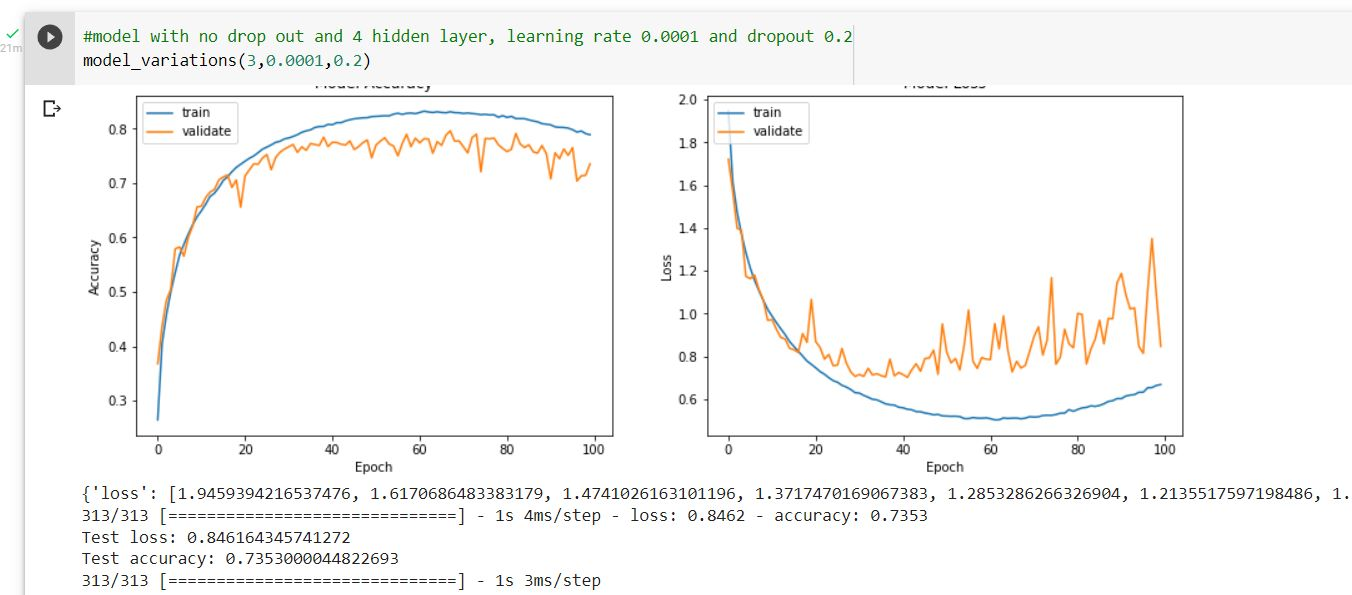 #model with no drop out and 4 hidden layer, learning rate 0.0001 and dropout 0.2
21m
model_variations(3,0.0001,0.2)
Model Accuracy
Model Loss
train
validate
0.8
0.7
0.6
0.5
0.4
0.3
Accuracy
0 20 40 60 80 100
Epoch
2.0
1.8
1.6
1.4
1.2
1.0
0.8
0.6
Loss
train
validate
0 20 40 60 80 100
Epoch
{'loss': [1.9459394216537476, 1.6170686483383179, 1.4741026163101196, 1.3717470169067383, 1.2853286266326904, 1.2135517597198486, 1.
313/313 [==============================] - 1s 4ms/step - loss: 0.8462 - accuracy: 0.7353
Test loss: 0.846164345741272
Test accuracy: 0.7353000044822693
313/313 [==============================] - 1s 3ms/step